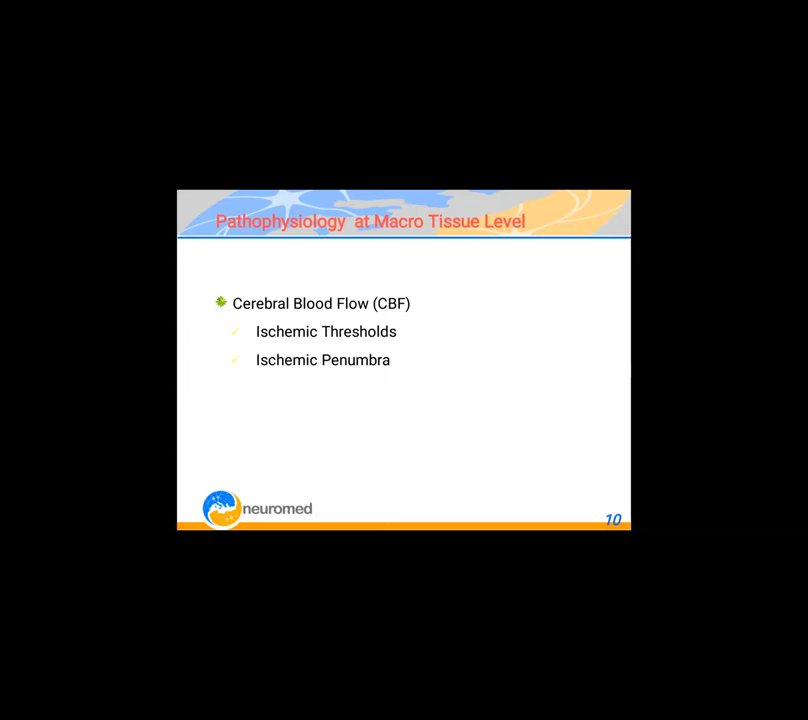 Pathophysiology at Macro Tissue Level
Cerebral Blood Flow (CBF)
Ischemic Thresholds
Ischemic Penumbra
neuromed
10